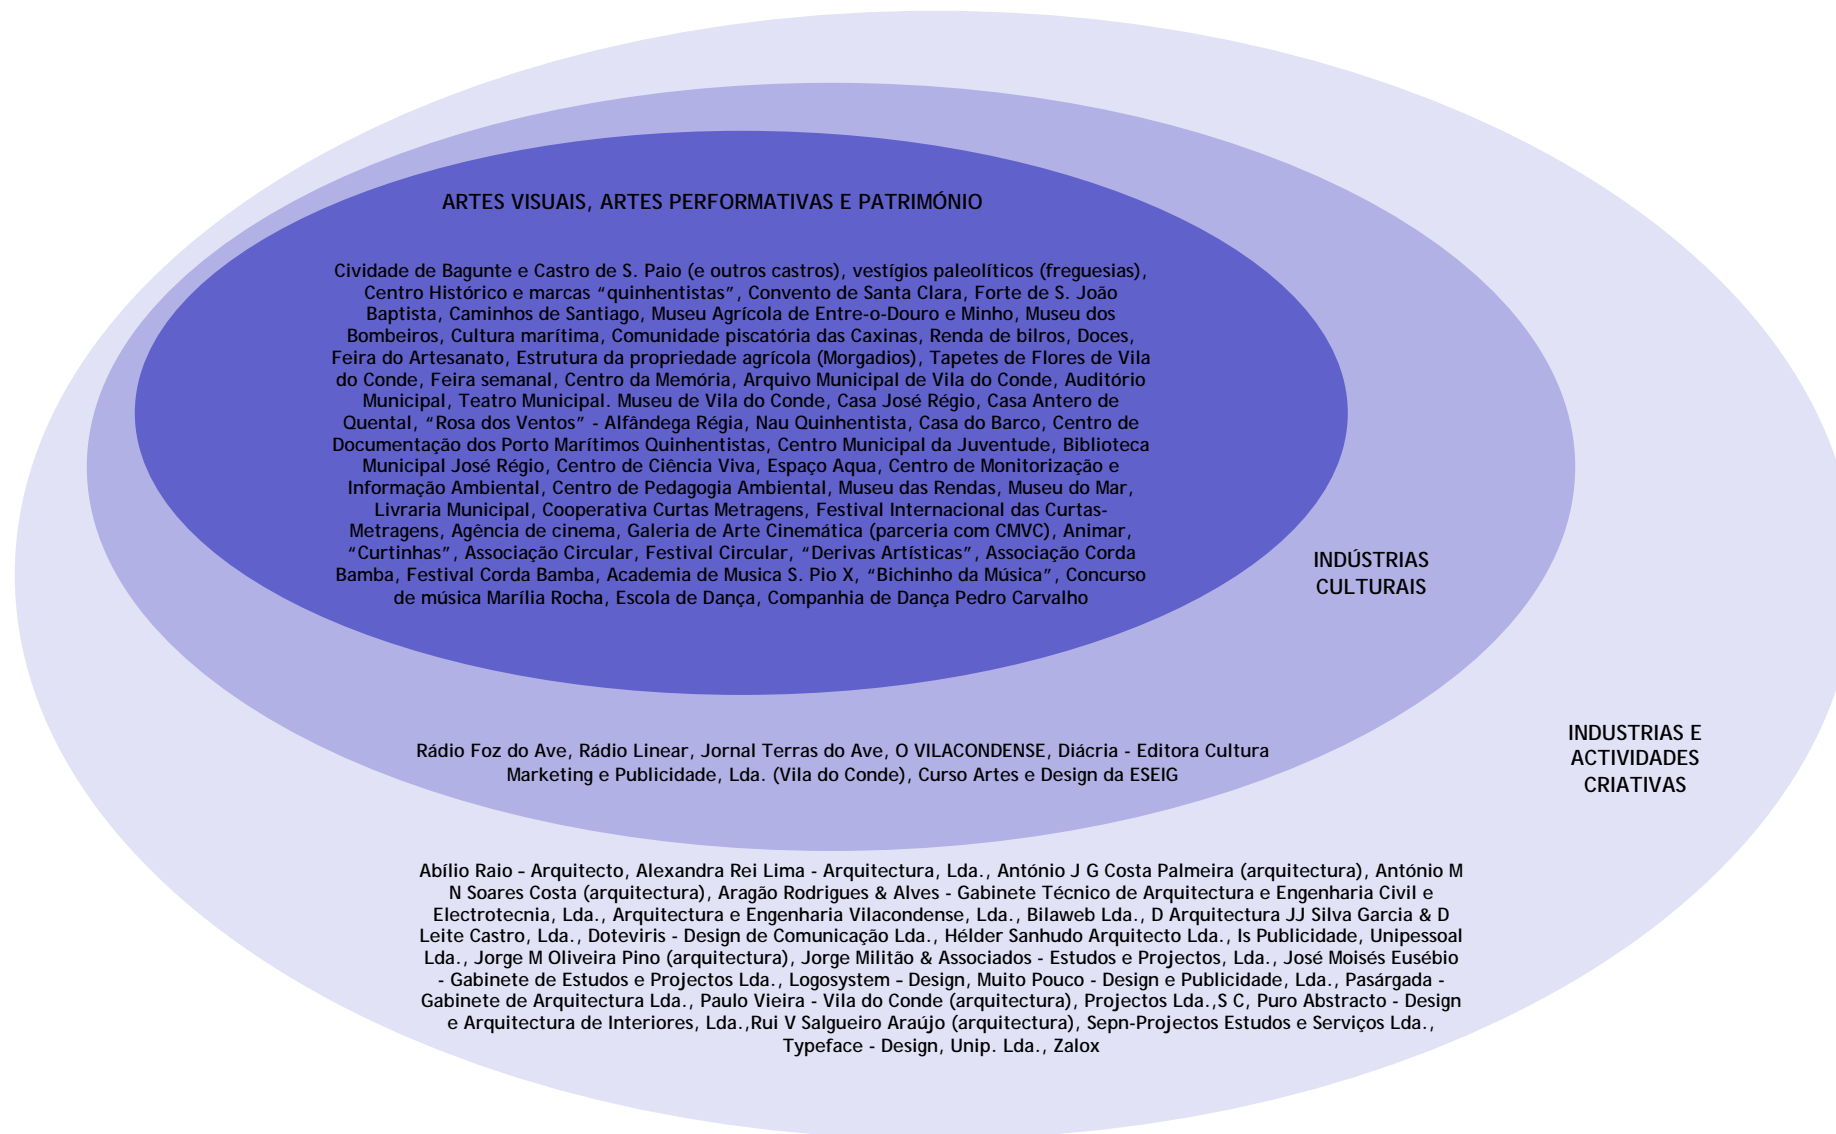 ARTES VISUAIS, ARTES PERFORMATIVAS E PATRIMÓNIO
Cividade de Bagunte e Castro de S. Paio (e outros castros), vestígios paleolíticos (freguesias),
Centro Histórico e marcas “quinhentistas”, Convento de Santa Clara, Forte de S. João
Baptista, Caminhos de Santiago, Museu Agrícola de Entre-o-Douro e Minho, Museu dos
Bombeiros, Cultura marítima, Comunidade piscatória das Caxinas, Renda de bilros, Doces,
Feira do Artesanato, Estrutura da propriedade agrícola (Morgadios), Tapetes de Flores de Vila
do Conde, Feira semanal, Centro da Memória, Arquivo Municipal de Vila do Conde, Auditório
Municipal, Teatro Municipal. Museu de Vila do Conde, Casa José Régio, Casa Antero de
Quental, “Rosa dos Ventos” - Alfândega Régia, Nau Quinhentista, Casa do Barco, Centro de
Documentação dos Porto Marítimos Quinhentistas, Centro Municipal da Juventude, Biblioteca
Municipal José Régio, Centro de Ciência Viva, Espaço Aqua, Centro de Monitorização e
Informação Ambiental, Centro de Pedagogia Ambiental, Museu das Rendas, Museu do Mar,
Livraria Municipal, Cooperativa Curtas Metragens, Festival Internacional das Curtas-
Metragens, Agência de cinema, Galeria de Arte Cinemática (parceria com CMVC), Animar,
“Curtinhas”, Associação Circular, Festival Circular, “Derivas Artísticas”, Associação Corda
Bamba, Festival Corda Bamba, Academia de Musica S. Pio X, “Bichinho da Música”, Concurso
de música Marília Rocha, Escola de Dança, Companhia de Dança Pedro Carvalho
INDÚSTRIAS
CULTURAIS
Rádio Foz do Ave, Rádio Linear, Jornal Terras do Ave, O VILACONDENSE, Diácria - Editora Cultura
Marketing e Publicidade, Lda. (Vila do Conde), Curso Artes e Design da ESEIG
INDUSTRIAS E
ACTIVIDADES
CRIATIVAS
Abílio Raio – Arquitecto, Alexandra Rei Lima - Arquitectura, Lda., António J G Costa Palmeira (arquitectura), António M
N Soares Costa (arquitectura), Aragão Rodrigues & Alves - Gabinete Técnico de Arquitectura e Engenharia Civil e
Electrotecnia, Lda., Arquitectura e Engenharia Vilacondense, Lda., Bilaweb Lda., D Arquitectura JJ Silva Garcia & D
Leite Castro, Lda., Doteviris - Design de Comunicação Lda., Hélder Sanhudo Arquitecto Lda., Is Publicidade, Unipessoal
Lda., Jorge M Oliveira Pino (arquitectura), Jorge Militão & Associados - Estudos e Projectos, Lda., José Moisés Eusébio
- Gabinete de Estudos e Projectos Lda., Logosystem – Design, Muito Pouco - Design e Publicidade, Lda., Pasárgada -
Gabinete de Arquitectura Lda., Paulo Vieira - Vila do Conde (arquitectura), Projectos Lda.,S C, Puro Abstracto - Design
e Arquitectura de Interiores, Lda.,Rui V Salgueiro Araújo (arquitectura), Sepn-Projectos Estudos e Serviços Lda.,
Typeface - Design, Unip. Lda., Zalox